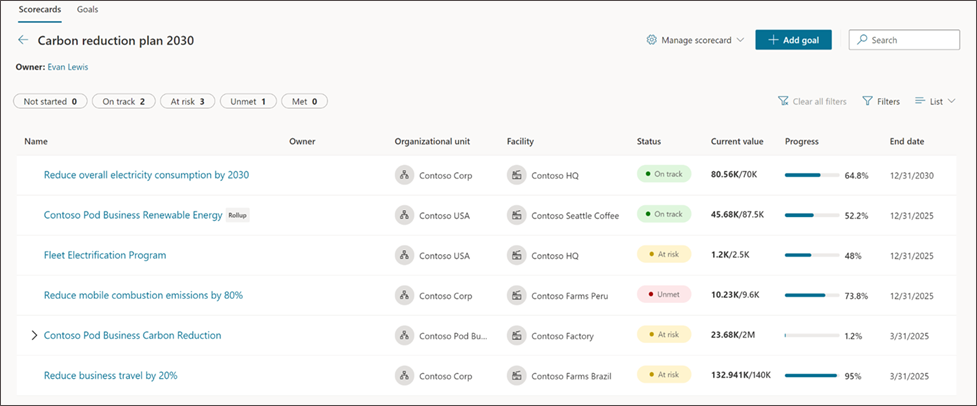 Scorecards Goals
Carbon reduction plan 2030 Manage scorecard Add goal Search
Owner: Evan Lewis
Not started 0 On track 2 At risk 3 Unmet 1 Met 0 Clear all filters Filters List
Name Owner Organizational unit Facility Status Current value Progress End date
Reduce overall electricity consumption by 2030 Contoso Corp Contoso HQ On track 80.56K/70K 64.8% 12/31/2030
Contoso Pod Business Renewable Energy Rollup Contoso USA Contoso Seattle Coffee On track 45.68K/87.5K 52.2% 12/31/2025
Fleet Electrification Program Contoso USA Contoso HQ At risk 1.2K/2.5K 48% 12/31/2025
Reduce mobile combustion emissions by 80% Contoso Corp Contoso Farms Peru Unmet 10.23K/9.6K 73.8% 12/31/2025
Contoso Pod Business Carbon Reduction Contoso Pod Bu... Contoso Factory At risk 23.68K/2M 1.2% 3/31/2025
Reduce business travel by 20% Contoso Corp Contoso Farms Brazil At risk 132.941K/140K 95% 3/31/2025